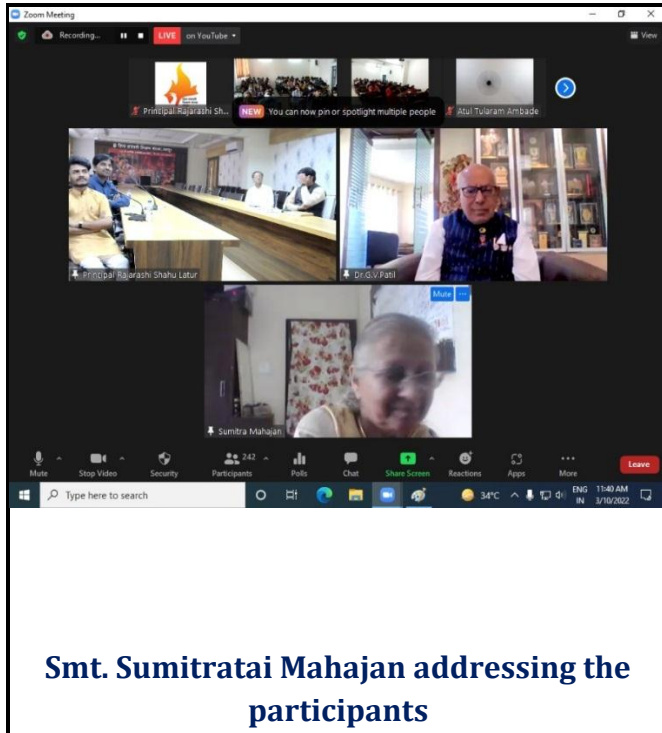 Zoom Meeting
Recording...
LIVE on YouTube
View
Principal Rajarashi Sh...
NEW You can now pin or spotlight multiple people
Atul Tularam Ambade
Principal Rajarashi Shahu Latur
Dr.G.V.Patil
Mute
Sumitra Mahajan
242
Mute Stop Video Security Participants Polls Chat Share Screen Reactions Apps More Leave
Type here to search
34°C
ENG 11:40 AM
IN 3/10/2022
Smt. Sumitratai Mahajan addressing the
participants